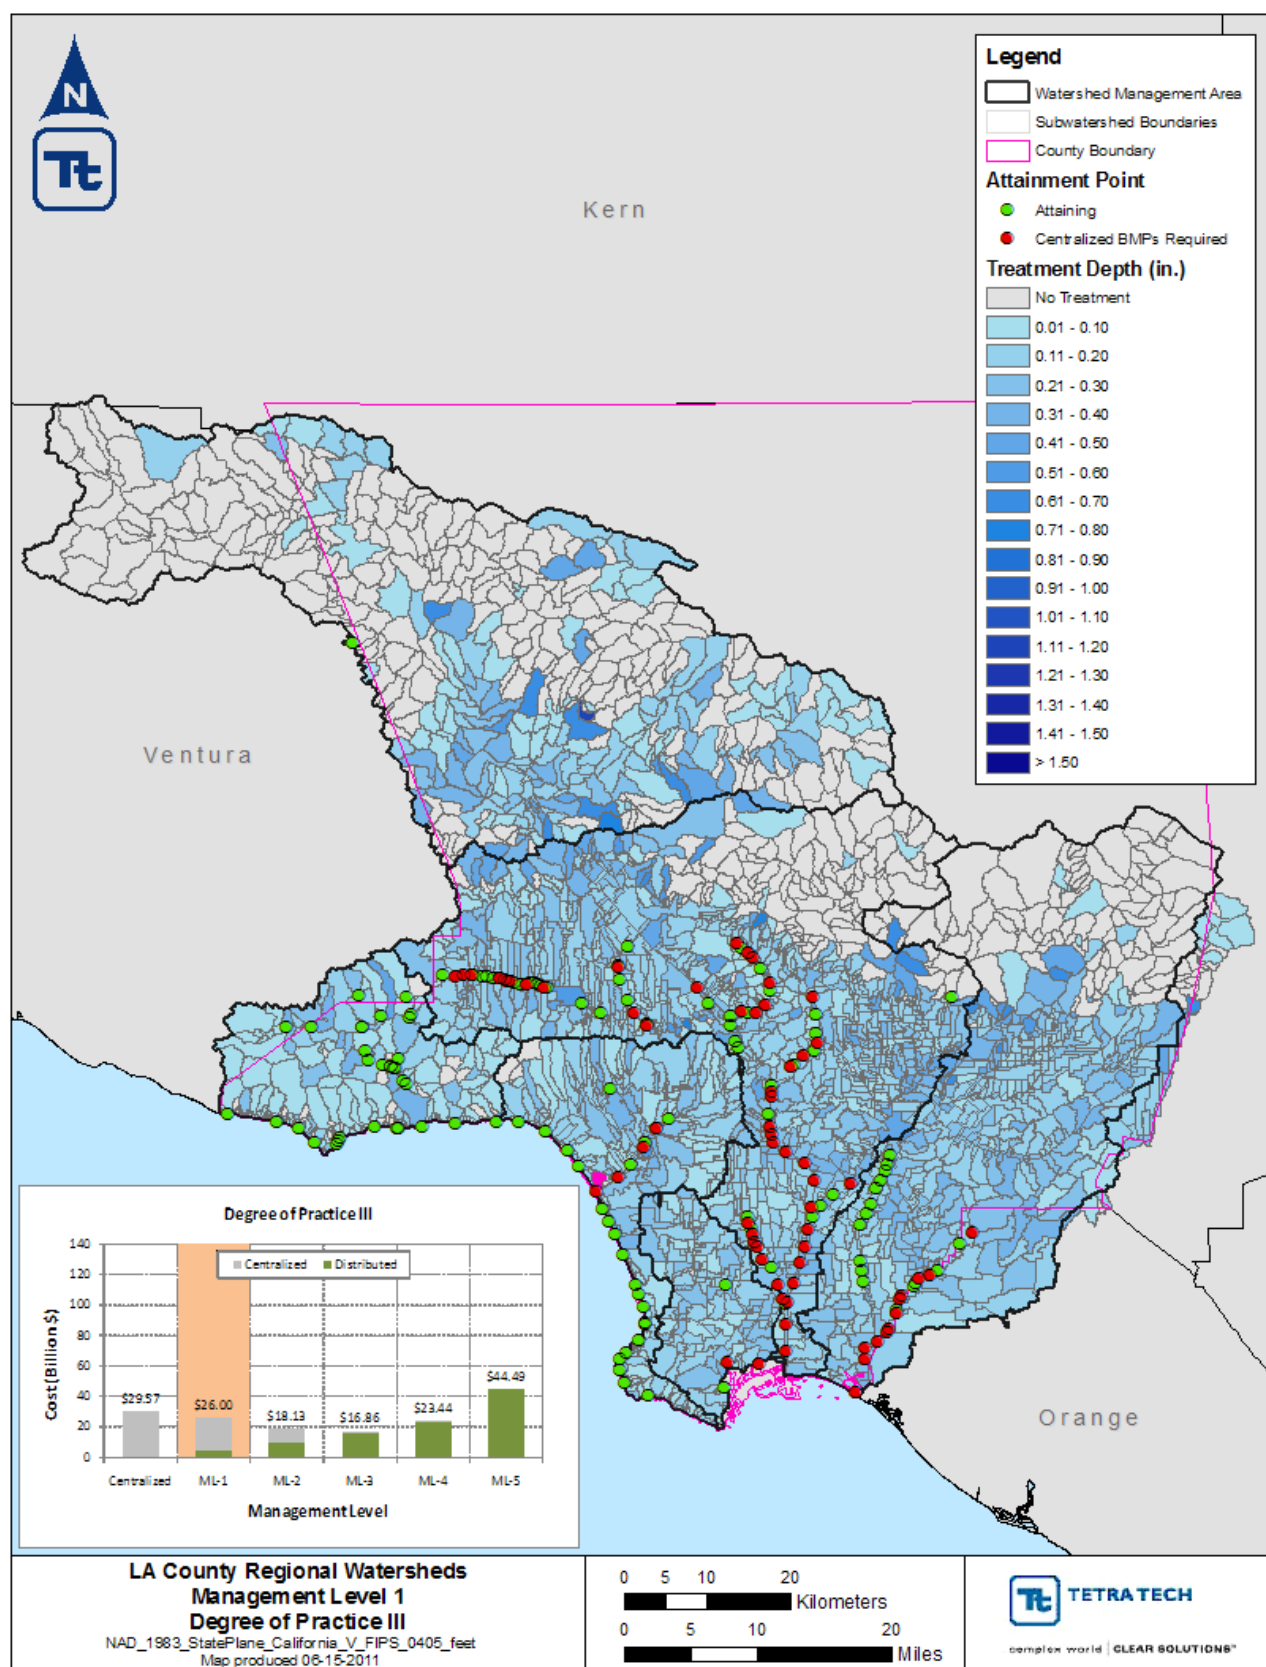 N
Tt
Kern
Ventura
Orange
Legend
Watershed Management Area
Subwatershed Boundaries
County Boundary
Attainment Point
Attaining
Centralized BMPs Required
Treatment Depth (in.)
No Treatment
0.01 - 0.10
0.11 - 0.20
0.21 - 0.30
0.31 - 0.40
0.41 - 0.50
0.51 - 0.60
0.61 - 0.70
0.71 - 0.80
0.81 - 0.90
0.91 - 1.00
1.01 - 1.10
1.11 - 1.20
1.21 - 1.30
1.31 - 1.40
1.41 - 1.50
> 1.50
Degree of Practice III
Centralized Distributed
Cost (Billion $)
140
120
100
80
60
40
20
0
$29.57
$26.00
$18.13
$16.86
$23.44
$44.49
Centralized ML-1 ML-2 ML-3 ML-4 ML-5
Management Level
LA County Regional Watersheds
Management Level 1
Degree of Practice III
NAD_1983_StatePlane_California_V_FIPS_0405_feet
Map produced 06-15-2011
0 5 10 20
Kilometers
0 5 10 20
Miles
Tt TETRA TECH
complex world | CLEAR SOLUTIONS™